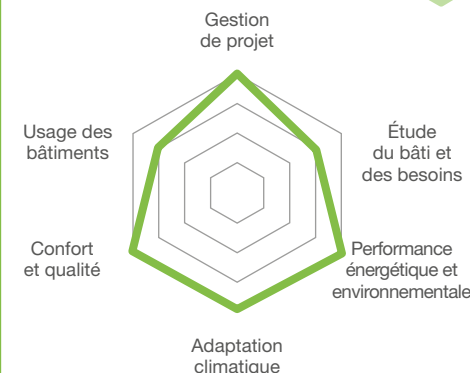 Gestion
de projet
Usage des
bâtiments
Étude
du bâti et
des besoins
Confort
et qualité
Performance
énergétique et
environnementale
Adaptation
climatique